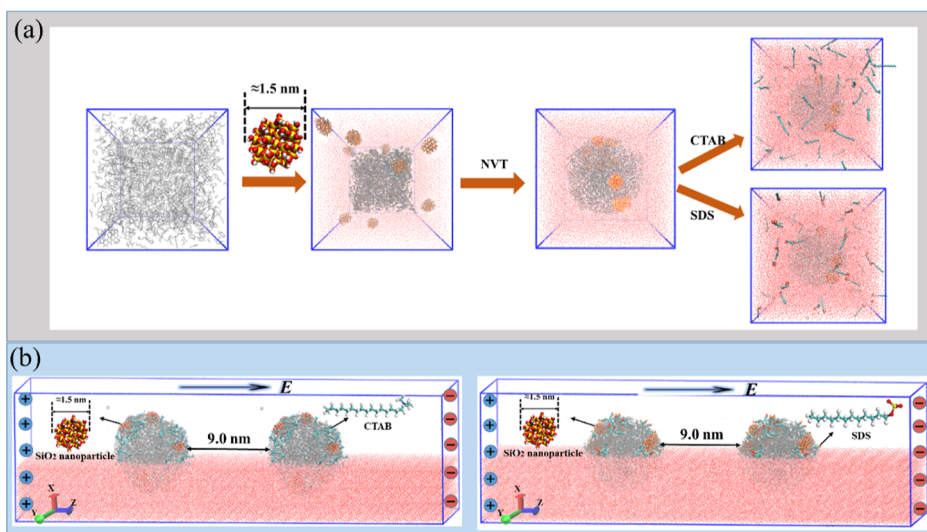 (a)
≈1.5 nm
NVT
CTAB
SDS
(b)
E
≈1.5 nm
SiO₂ nanoparticle
9.0 nm
CTAB
+
+
+
+
+
−
−
−
−
−
−
X
Y
Z
E
≈1.5 nm
SiO₂ nanoparticle
9.0 nm
SDS
+
+
+
+
+
−
−
−
−
−
−
X
Y
Z